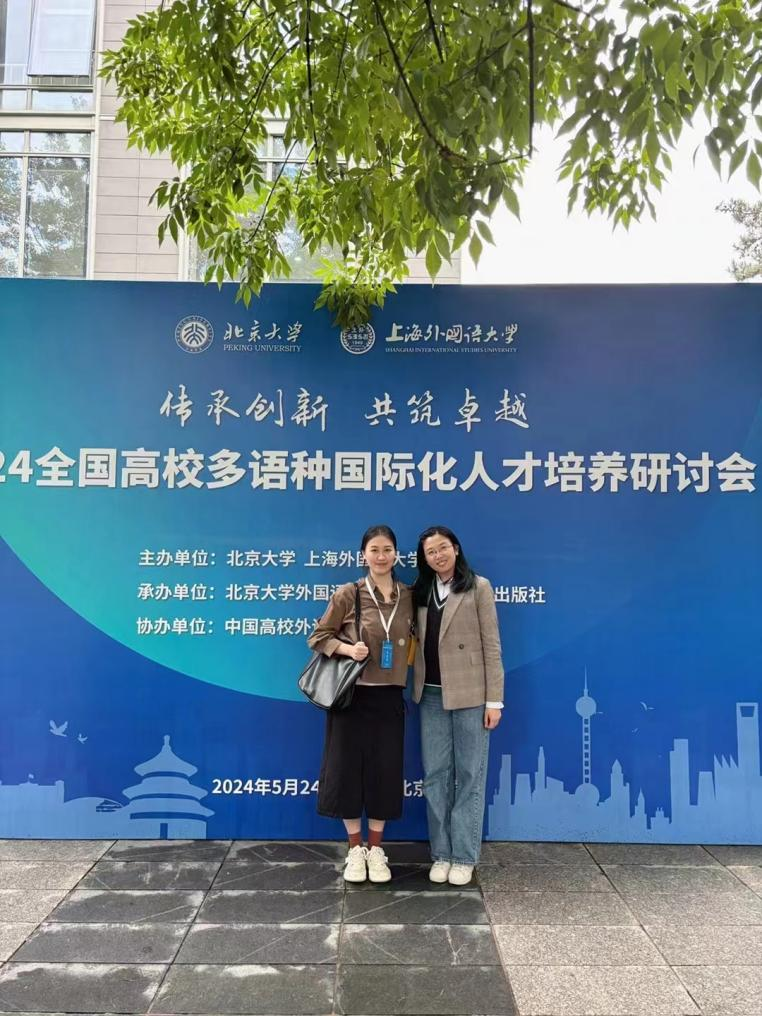 北京大学
PEKING UNIVERSITY
上海外国语大学
SHANGHAI INTERNATIONAL STUDIES UNIVERSITY
传承创新 共筑卓越
24全国高校多语种国际化人才培养研讨会
主办单位：北京大学 上海外国 大学
承办单位：北京大学外国 出版社
协办单位：中国高校外
2024年5月24 北京